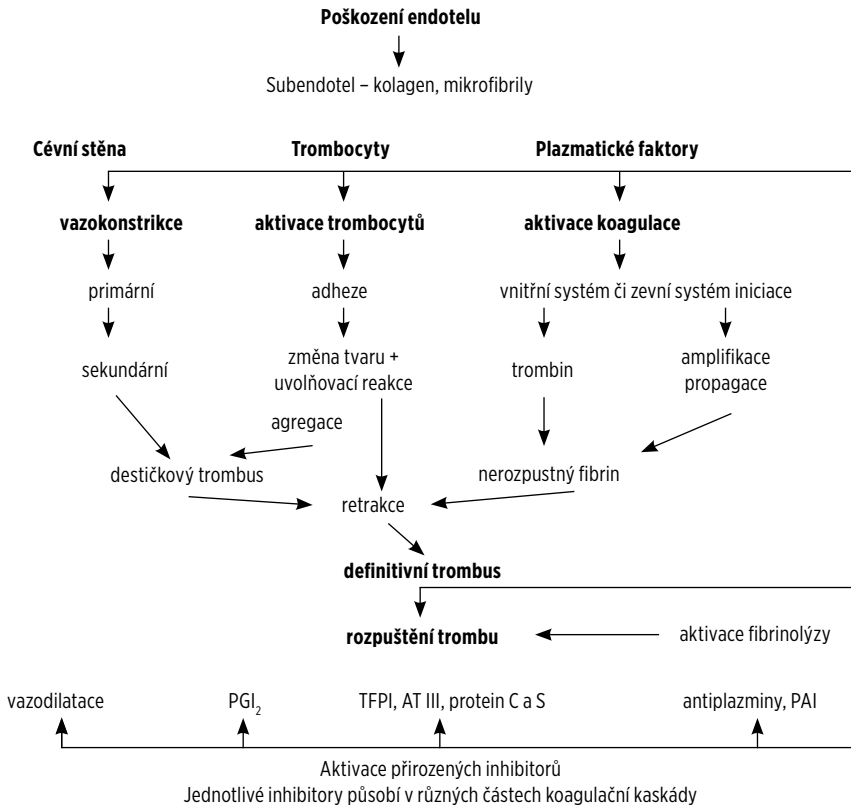 Poškození endotelu
Subendotel – kolagen, mikrofibrily
Cévní stěna
Trombocyty
Plazmatické faktory
vazokonstrikce
aktivace trombocytů
aktivace koagulace
primární
adheze
vnitřní systém či zevní systém iniciace
sekundární
změna tvaru +
uvolňovací reakce
trombin
amplifikace
propagace
agregace
destičkový trombus
nerozpustný fibrin
retrakce
definitivní trombus
rozpuštění trombu
aktivace fibrinolýzy
vazodilatace
PGI₂
TFPI, AT III, protein C a S
antiplazminy, PAI
Aktivace přirozených inhibitorů
Jednotlivé inhibitory působí v různých částech koagulační kaskády